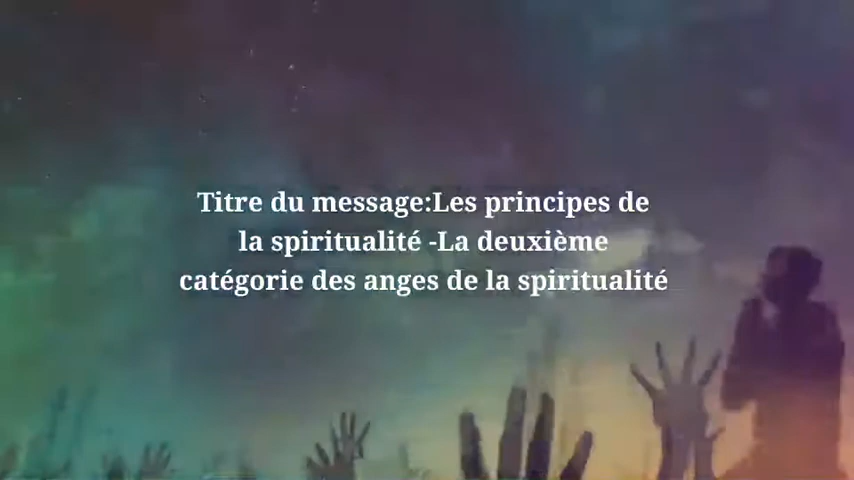 Titre du message:Les principes de
la spiritualité -La deuxième
catégorie des anges de la spiritualité